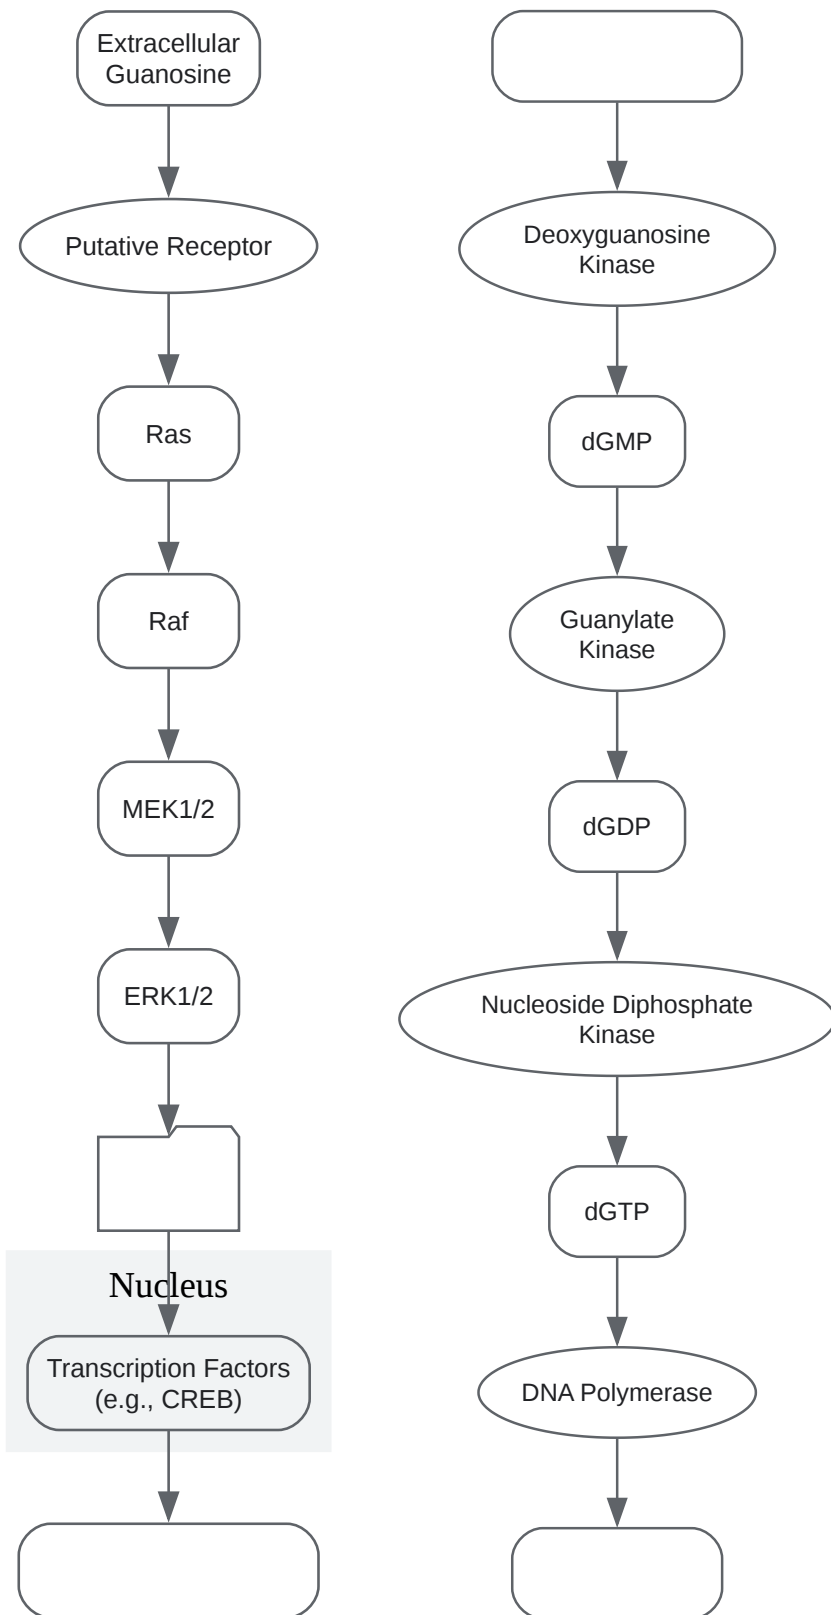 Extracellular
Guanosine
Putative Receptor
Ras
Raf
MEK1/2
ERK1/2
Nucleus
Transcription Factors
(e.g., CREB)
Deoxyguanosine
Kinase
dGMP
Guanylate
Kinase
dGDP
Nucleoside Diphosphate
Kinase
dGTP
DNA Polymerase